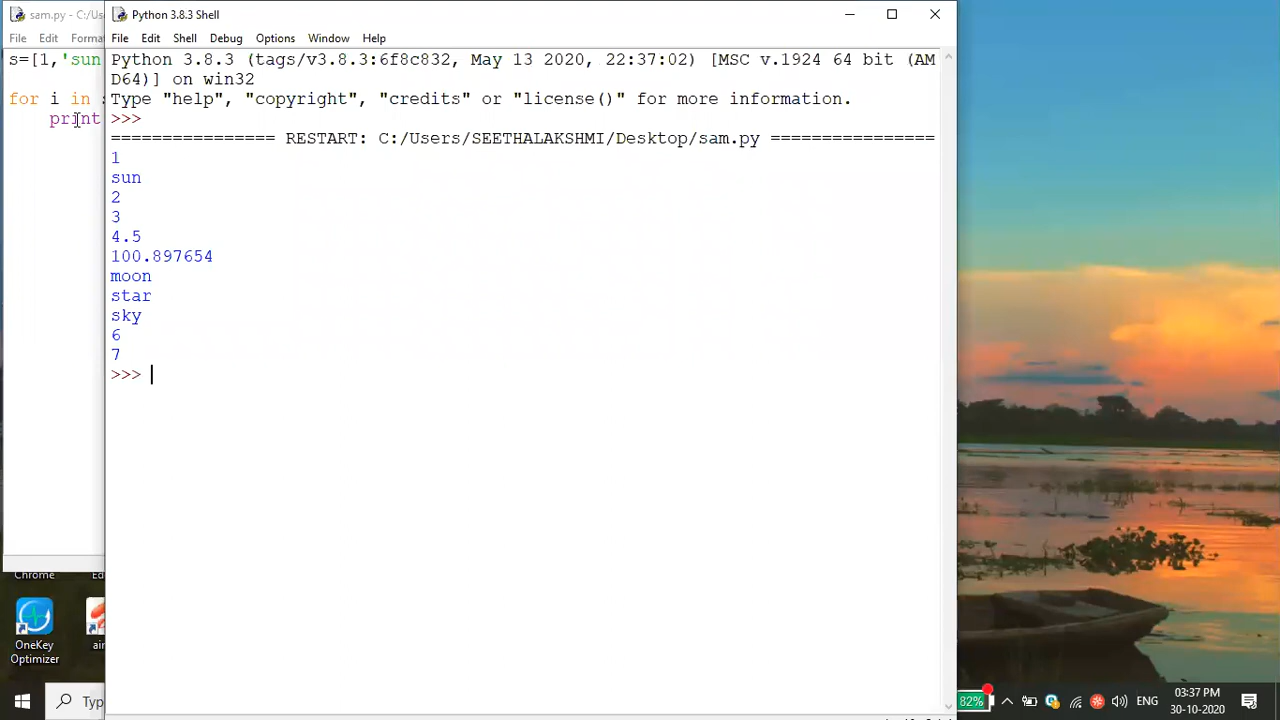 sam.py - C:/Us
File Edit Format
s=[1,'sun
for i in s
print
Python 3.8.3 Shell
File Edit Shell Debug Options Window Help
Python 3.8.3 (tags/v3.8.3:6f8c832, May 13 2020, 22:37:02) [MSC v.1924 64 bit (AM
D64)] on win32
Type "help", "copyright", "credits" or "license()" for more information.
>>>
=============== RESTART: C:/Users/SEETHALAKSHMI/Desktop/sam.py ================
1
sun
2
3
4.5
100.897654
moon
star
sky
6
7
>>>
Chrome
Ed
OneKey
Optimizer
air
Typ
82%
ENG
03:37 PM
30-10-2020